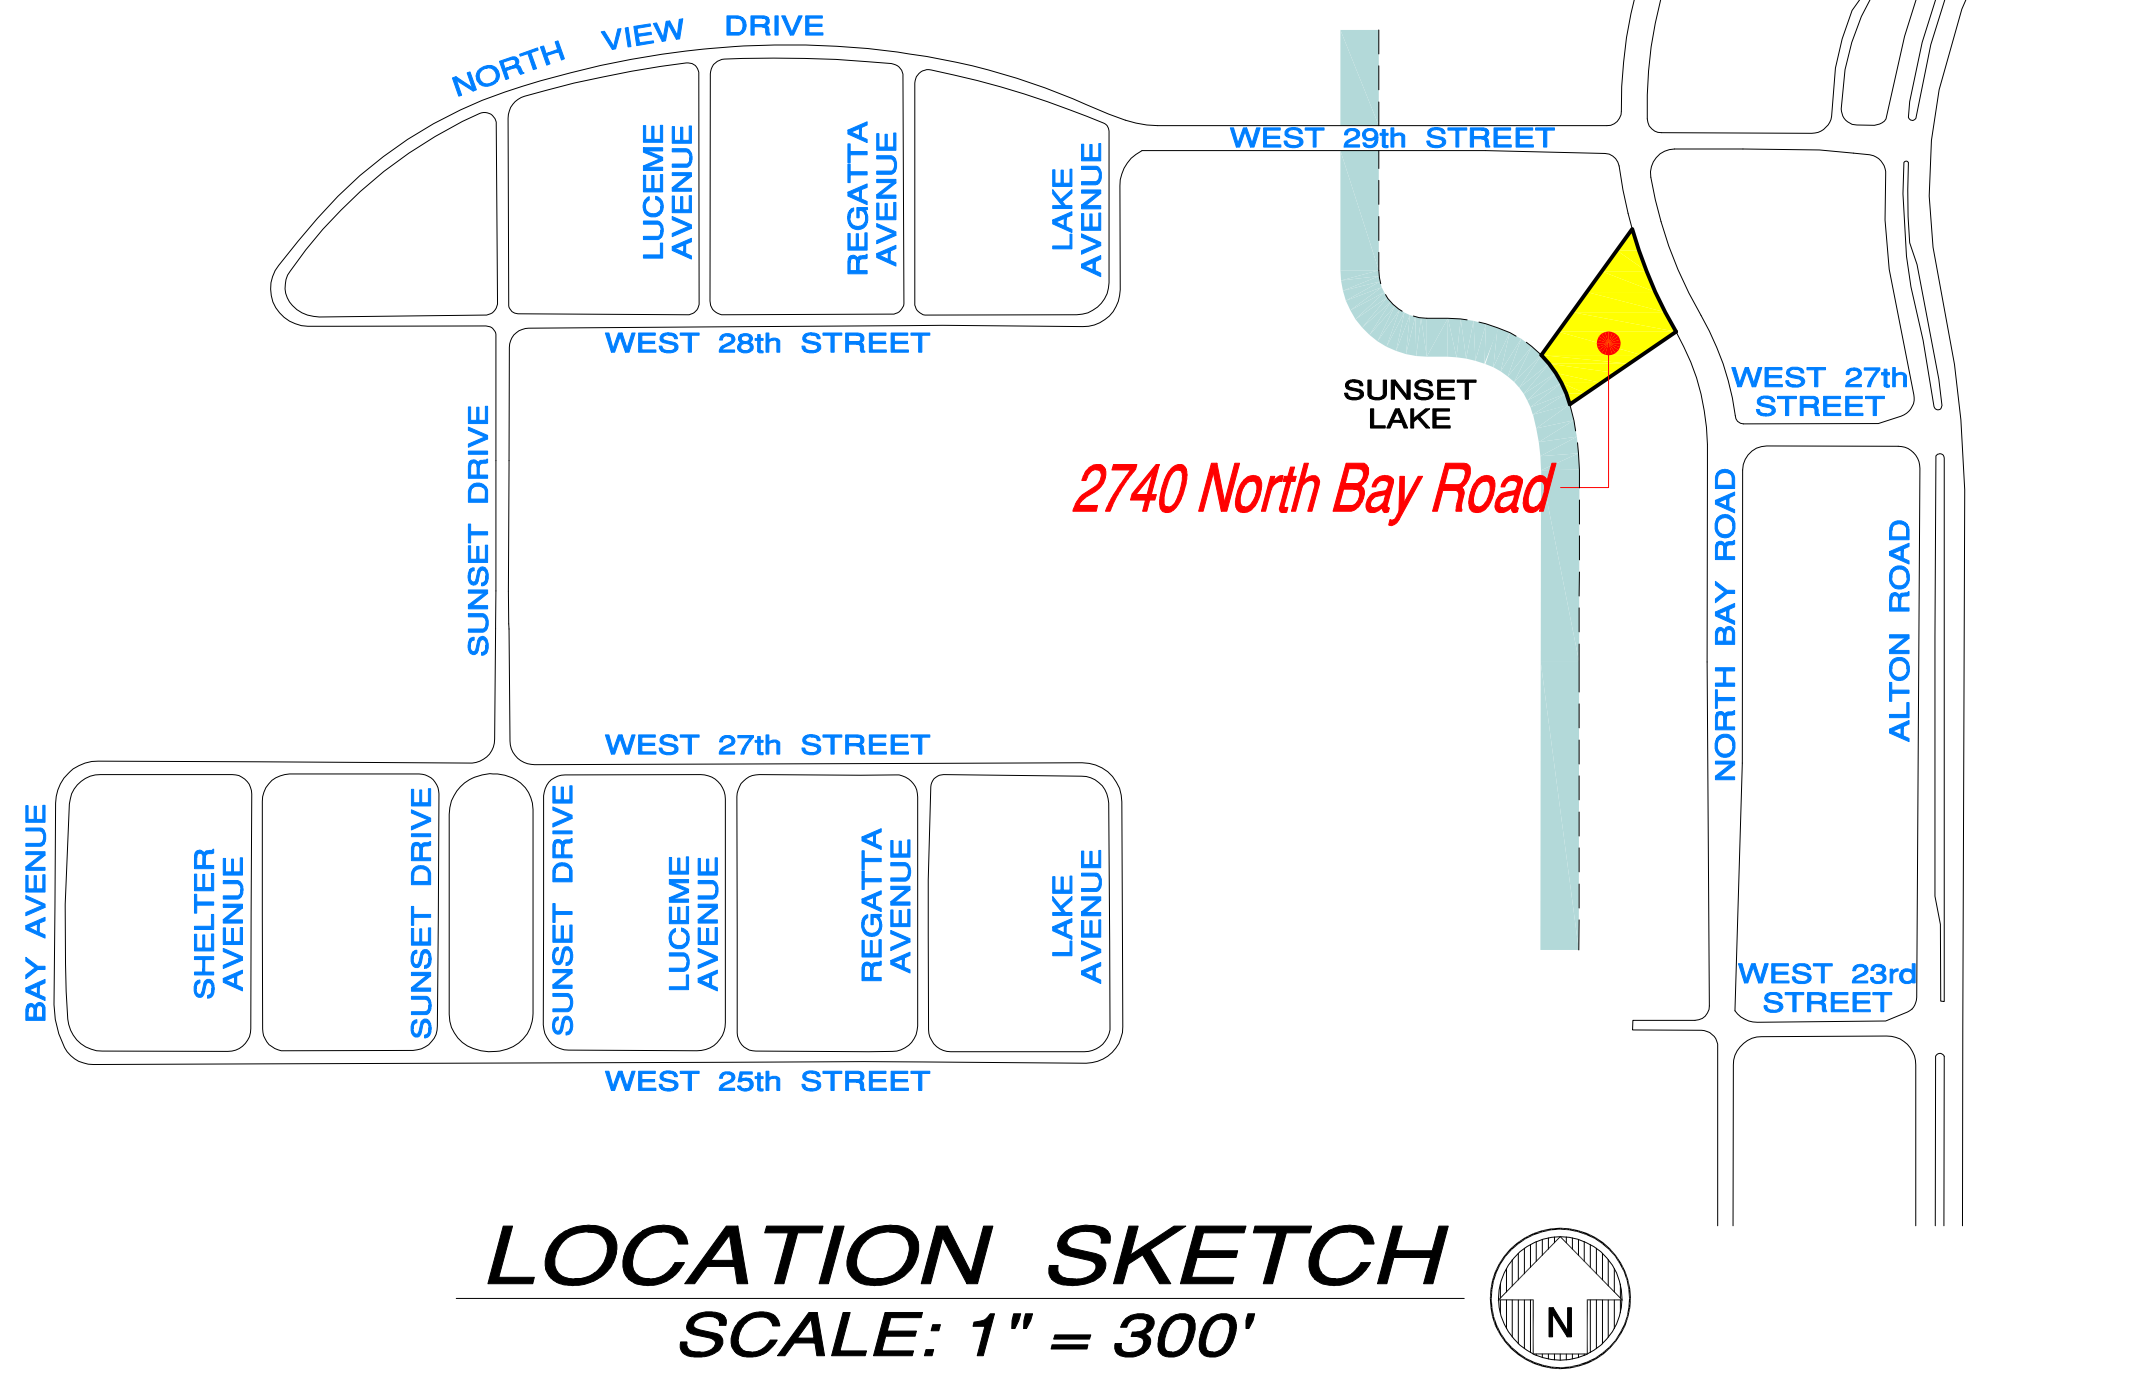 NORTH VIEW DRIVE
LUCEME
AVENUE
REGATTA
AVENUE
LAKE
AVENUE
WEST 29th STREET
WEST 28th STREET
SUNSET
LAKE
WEST 27th
STREET
2740 North Bay Road
SUNSET DRIVE
NORTH BAY ROAD
ALTON ROAD
WEST 27th STREET
BAY AVENUE
SHELTER
AVENUE
SUNSET DRIVE
SUNSET DRIVE
LUCEME
AVENUE
REGATTA
AVENUE
LAKE
AVENUE
WEST 23rd
STREET
WEST 25th STREET
LOCATION SKETCH
SCALE: 1" = 300'
N